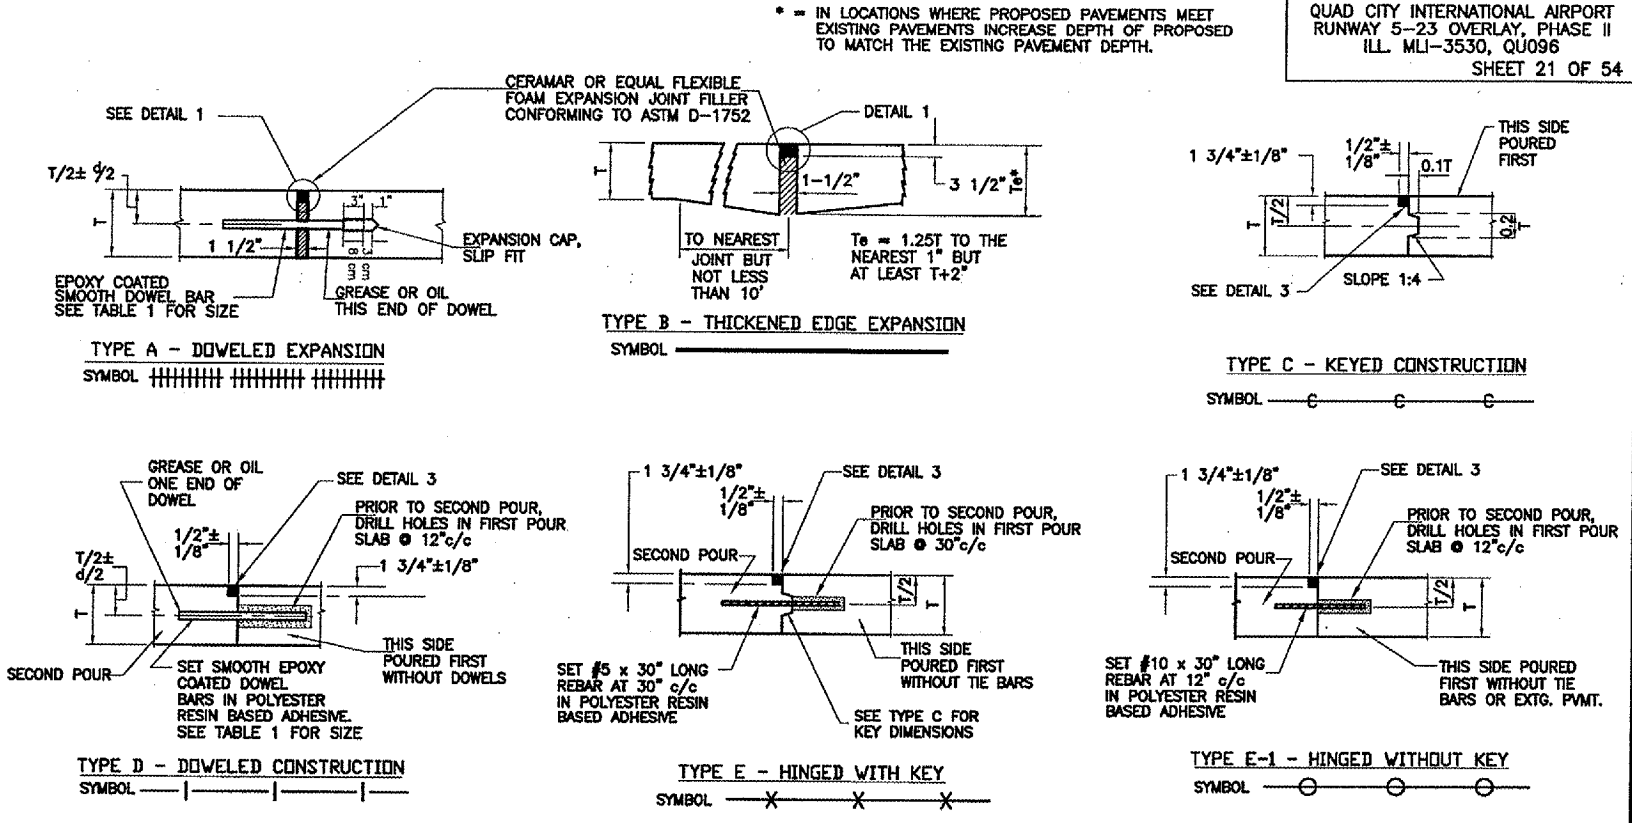 * = IN LOCATIONS WHERE PROPOSED PAVEMENTS MEET
EXISTING PAVEMENTS INCREASE DEPTH OF PROPOSED
TO MATCH THE EXISTING PAVEMENT DEPTH.
QUAD CITY INTERNATIONAL AIRPORT
RUNWAY 5-23 OVERLAY, PHASE II
ILL. MLI-3530, QU096
SHEET 21 OF 54
SEE DETAIL 1
CERAMAR OR EQUAL FLEXIBLE
FOAM EXPANSION JOINT FILLER
CONFORMING TO ASTM D-1752
T/2± d/2
T
3"
1"
1 1/2"
8 cm
3 cm
EXPANSION CAP,
SLIP FIT
EPOXY COATED
SMOOTH DOWEL BAR
SEE TABLE 1 FOR SIZE
GREASE OR OIL
THIS END OF DOWEL
TYPE A - DOWELED EXPANSION
SYMBOL
DETAIL 1
T
1-1/2"
3 1/2"
Te*
TO NEAREST
JOINT BUT
NOT LESS
THAN 10'
Te = 1.25T TO THE
NEAREST 1" BUT
AT LEAST T+2"
TYPE B - THICKENED EDGE EXPANSION
SYMBOL
1 3/4"±1/8"
1/2"±
1/8"
0.1T
THIS SIDE
POURED
FIRST
T
T/2
0.2
T
SEE DETAIL 3
SLOPE 1:4
TYPE C - KEYED CONSTRUCTION
SYMBOL C C C
GREASE OR OIL
ONE END OF
DOWEL
SEE DETAIL 3
PRIOR TO SECOND POUR,
DRILL HOLES IN FIRST POUR
SLAB @ 12"c/c
1/2"±
1/8"
1 3/4"±1/8"
T/2±
d/2
T
SECOND POUR
SET SMOOTH EPOXY
COATED DOWEL
BARS IN POLYESTER
RESIN BASED ADHESIVE.
SEE TABLE 1 FOR SIZE
THIS SIDE
POURED FIRST
WITHOUT DOWELS
TYPE D - DOWELED CONSTRUCTION
SYMBOL
1 3/4"±1/8"
1/2"±
1/8"
SEE DETAIL 3
PRIOR TO SECOND POUR,
DRILL HOLES IN FIRST POUR
SLAB @ 30"c/c
SECOND POUR
T/2
T
SET #5 x 30" LONG
REBAR AT 30" c/c
IN POLYESTER RESIN
BASED ADHESIVE
THIS SIDE
POURED FIRST
WITHOUT TIE BARS
SEE TYPE C FOR
KEY DIMENSIONS
TYPE E - HINGED WITH KEY
SYMBOL X X X
1 3/4"±1/8"
1/2"±
1/8"
SEE DETAIL 3
PRIOR TO SECOND POUR,
DRILL HOLES IN FIRST POUR
SLAB @ 12"c/c
SECOND POUR
T/2
T
SET #10 x 30" LONG
REBAR AT 12" c/c
IN POLYESTER RESIN
BASED ADHESIVE
THIS SIDE POURED
FIRST WITHOUT TIE
BARS OR EXTG. PVMT.
TYPE E-1 - HINGED WITHOUT KEY
SYMBOL